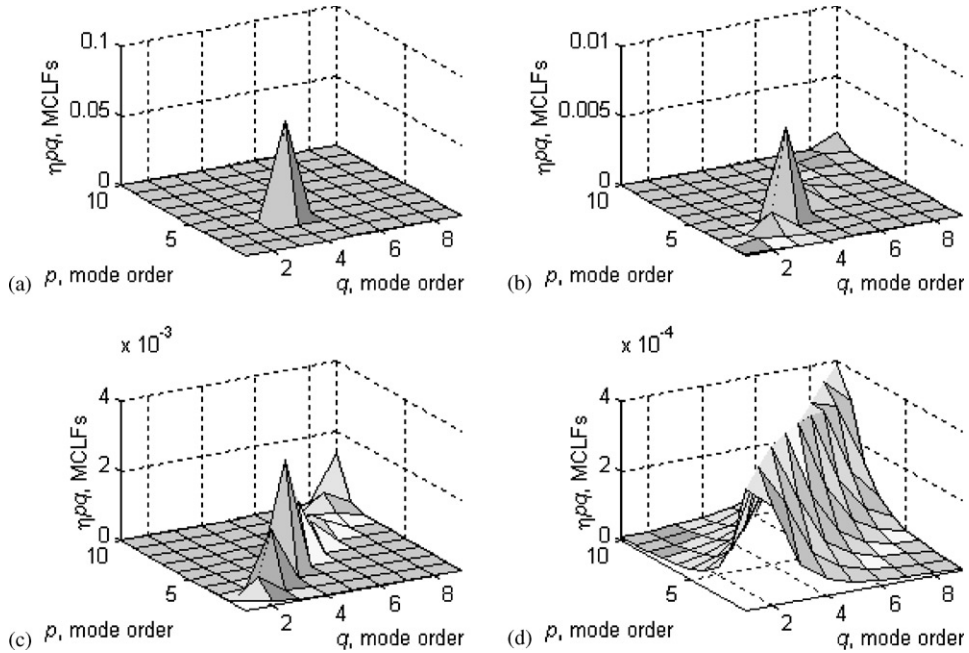 0.1
0.05
0
ηpq, MCLFs
10
5
2
4
6
8
(a) p, mode order
q, mode order
0.01
0.005
0
ηpq, MCLFs
10
5
2
4
6
8
(b) p, mode order
q, mode order
x 10⁻³
4
2
0
ηpq, MCLFs
10
5
2
4
6
8
(c) p, mode order
q, mode order
x 10⁻⁴
4
2
0
ηpq, MCLFs
10
5
2
4
6
8
(d) p, mode order
q, mode order